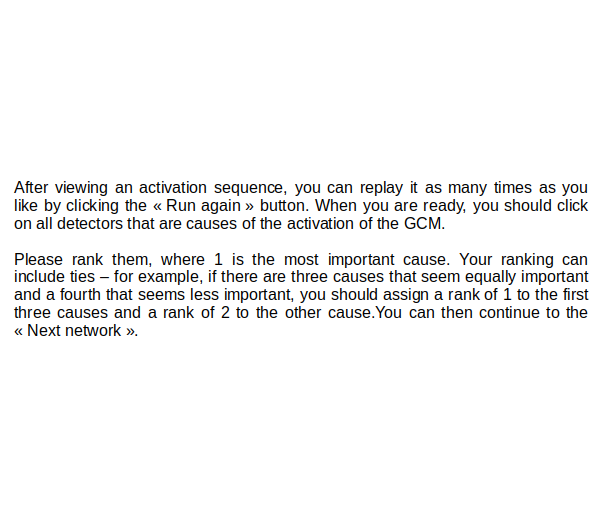 After viewing an activation sequence, you can replay it as many times as you
like by clicking the « Run again » button. When you are ready, you should click
on all detectors that are causes of the activation of the GCM.
Please rank them, where 1 is the most important cause. Your ranking can
include ties – for example, if there are three causes that seem equally important
and a fourth that seems less important, you should assign a rank of 1 to the first
three causes and a rank of 2 to the other cause.You can then continue to the
« Next network ».